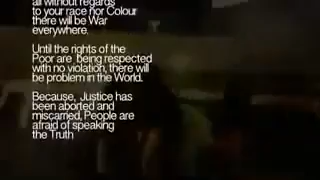 all without regards
to your race nor Colour
there will be War
everywhere.
Until the rights of the
Poor are being respected
with no violation, there will
be problem in the World.
Because, Justice has
been aborted and
miscarried, People are
afraid of speaking
the Truth